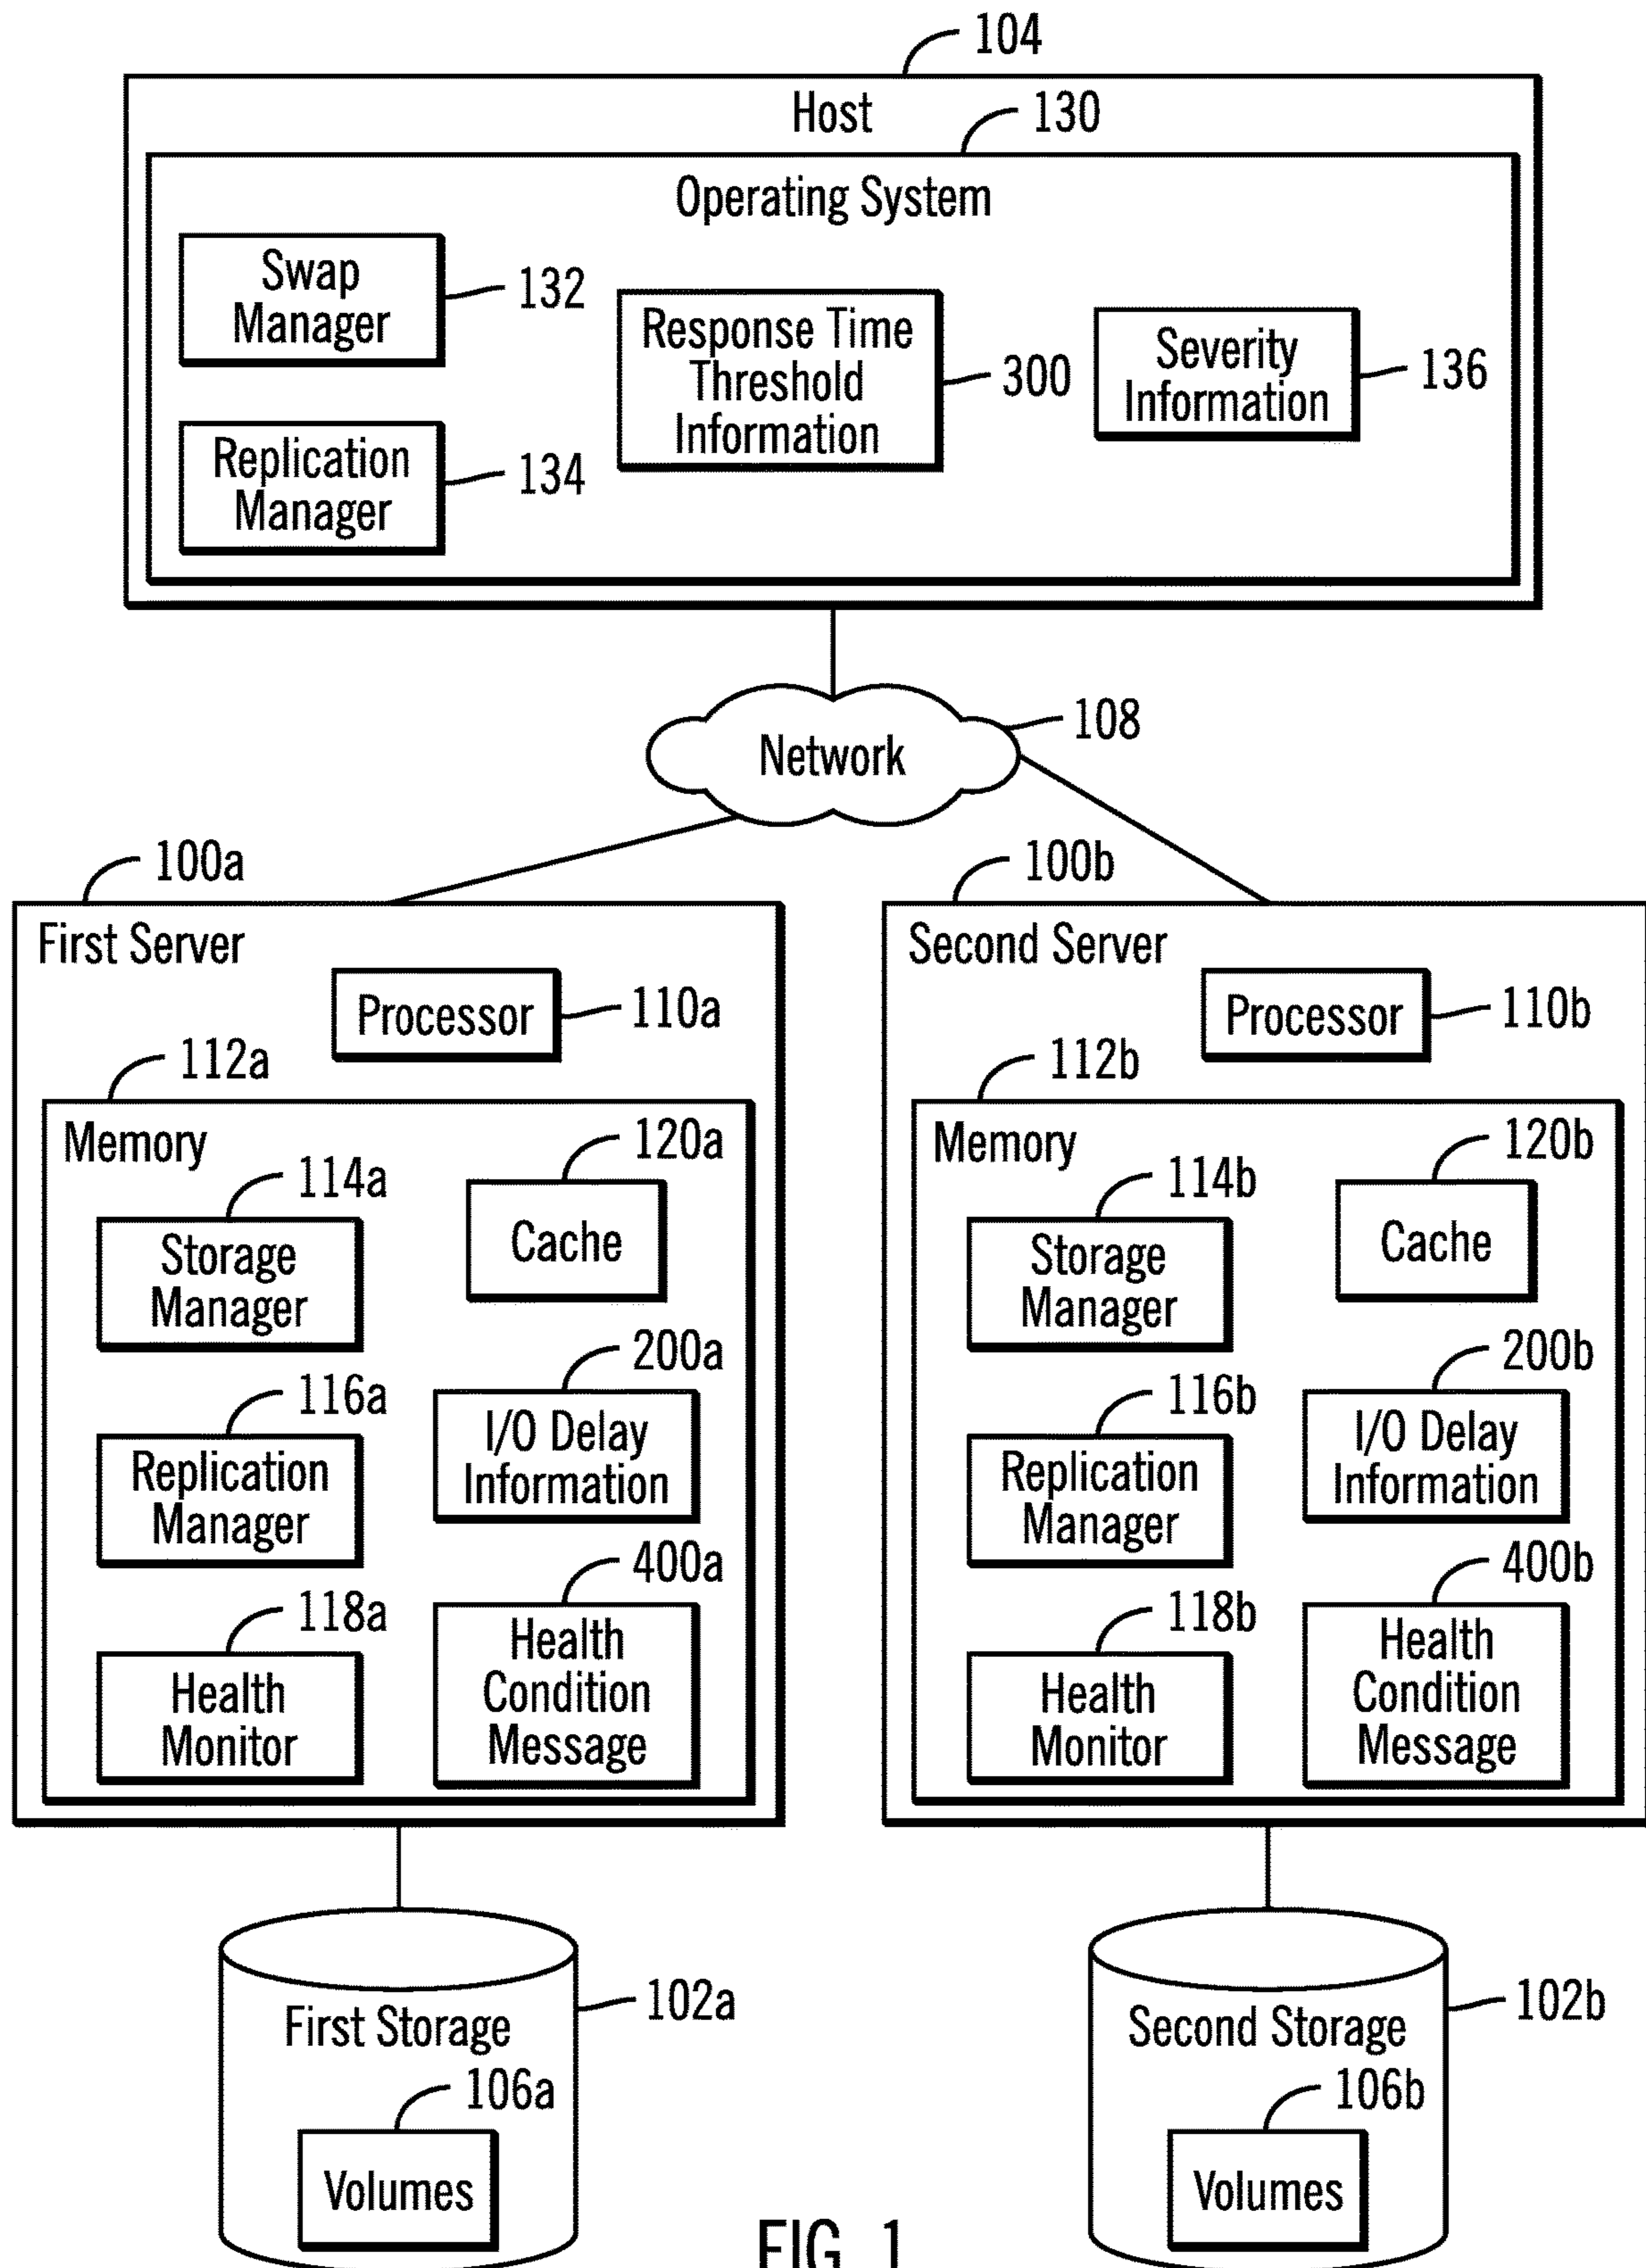 104
Host
130
Operating System
Swap
Manager
132
Response Time
Threshold
Information
300
Severity
Information
136
Replication
Manager
134
Network
108
100a
First Server
Processor
110a
112a
Memory
114a
Storage
Manager
120a
Cache
116a
Replication
Manager
200a
I/O Delay
Information
118a
Health
Monitor
400a
Health
Condition
Message
100b
Second Server
Processor
110b
112b
Memory
114b
Storage
Manager
120b
Cache
116b
Replication
Manager
200b
I/O Delay
Information
118b
Health
Monitor
400b
Health
Condition
Message
First Storage
102a
106a
Volumes
Second Storage
102b
106b
Volumes
FIG. 1